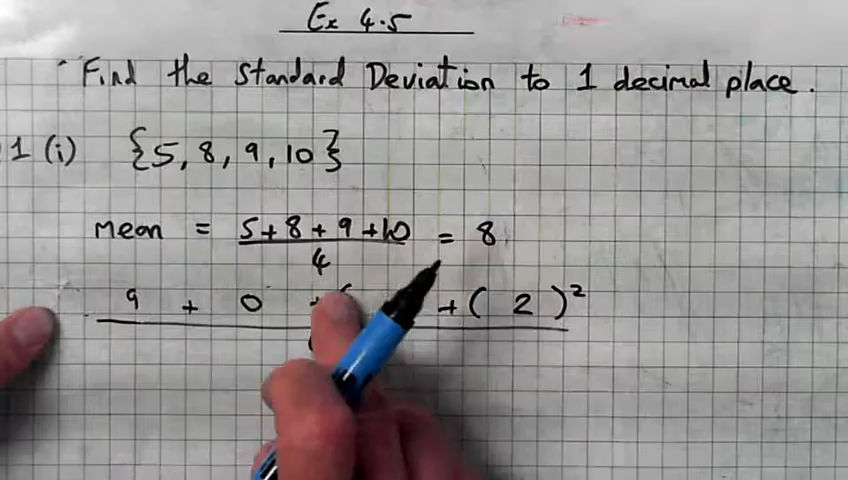 Ex 4.5
Find the Standard Deviation to 1 decimal place.
1 (i) {5, 8, 9, 10}
mean = 5+8+9+10 = 8
4
9 + 0 + ( + ( 2 )²